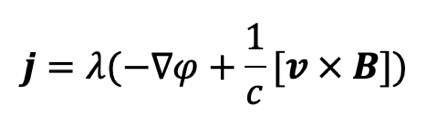 j = λ(−∇φ + 1/c [v × B])